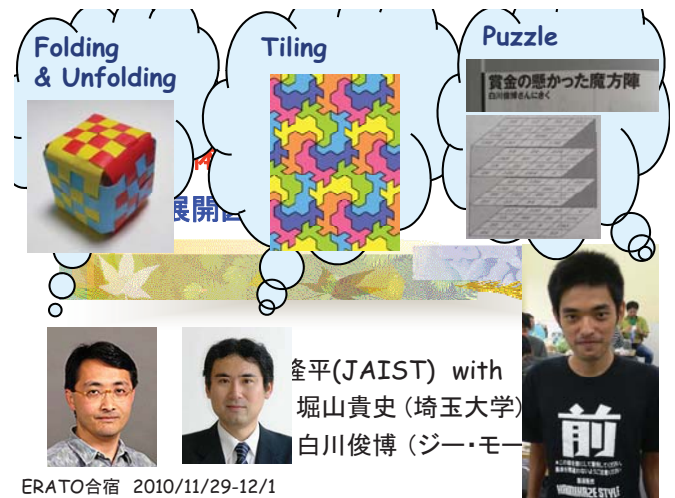 Folding
& Unfolding
Tiling
Puzzle
賞金の懸かった魔方陣
白川俊博さんにきく
展開
隆平(JAIST) with
堀山貴史（埼玉大学）
白川俊博（ジー・モー
前
ERATO合宿 2010/11/29-12/1